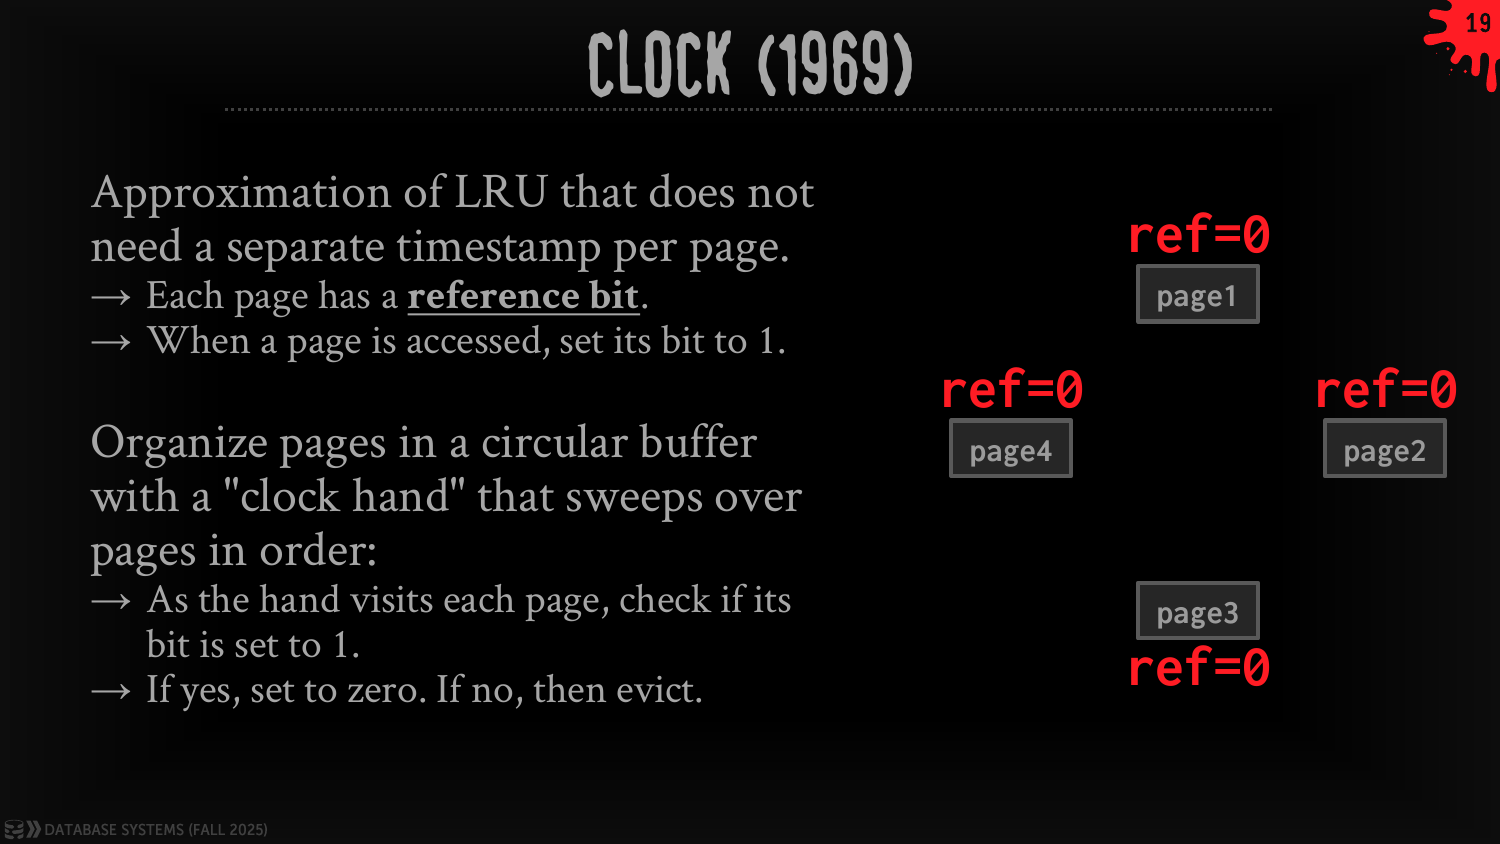 CLOCK (1969)
19
Approximation of LRU that does not
need a separate timestamp per page.
→ Each page has a reference bit.
→ When a page is accessed, set its bit to 1.
Organize pages in a circular buffer
with a "clock hand" that sweeps over
pages in order:
→ As the hand visits each page, check if its
bit is set to 1.
→ If yes, set to zero. If no, then evict.
ref=0
page1
ref=0
page4
ref=0
page2
page3
ref=0
DATABASE SYSTEMS (FALL 2025)